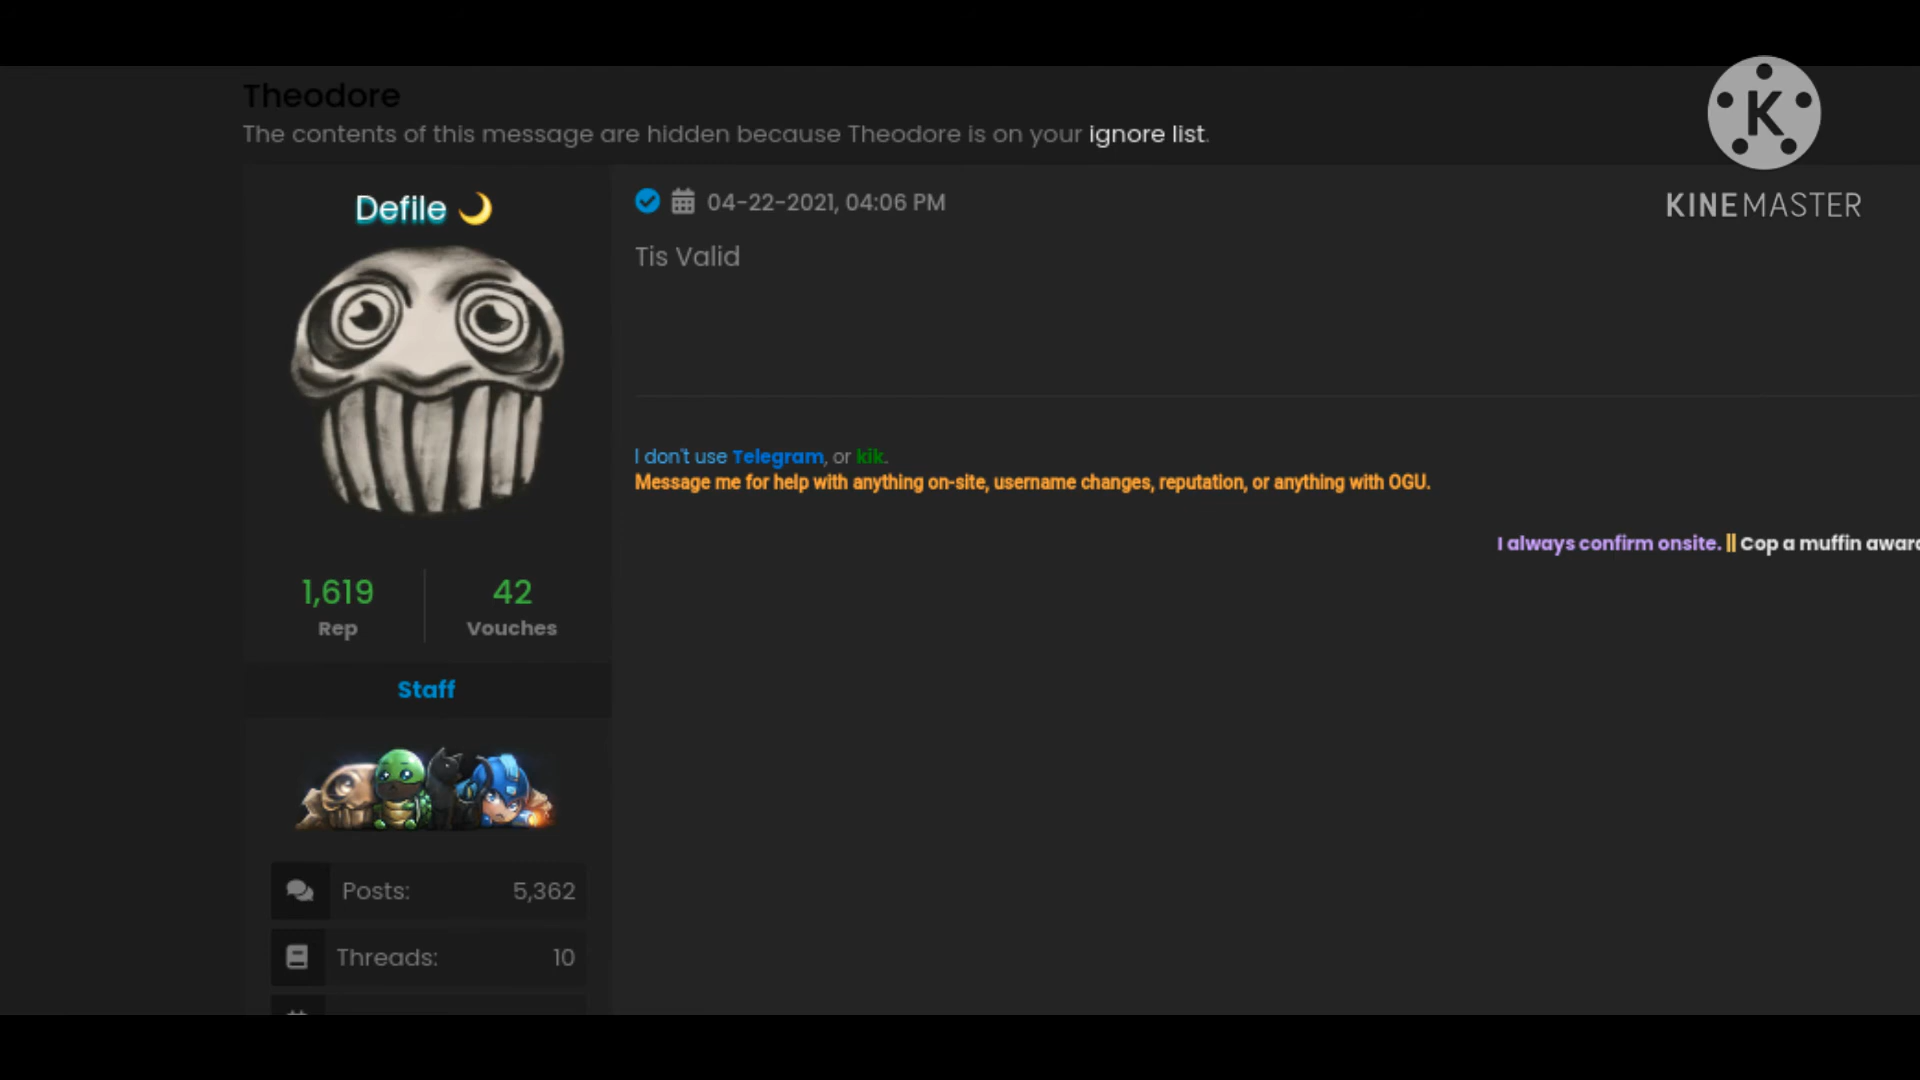 Theodore
The contents of this message are hidden because Theodore is on your ignore list.
K
KINEMASTER
Defile
04-22-2021, 04:06 PM
Tis Valid
I don't use Telegram, or kik.
Message me for help with anything on-site, username changes, reputation, or anything with OGU.
I always confirm onsite. || Cop a muffin awar
1,619
Rep
42
Vouches
Staff
Posts: 5,362
Threads: 10